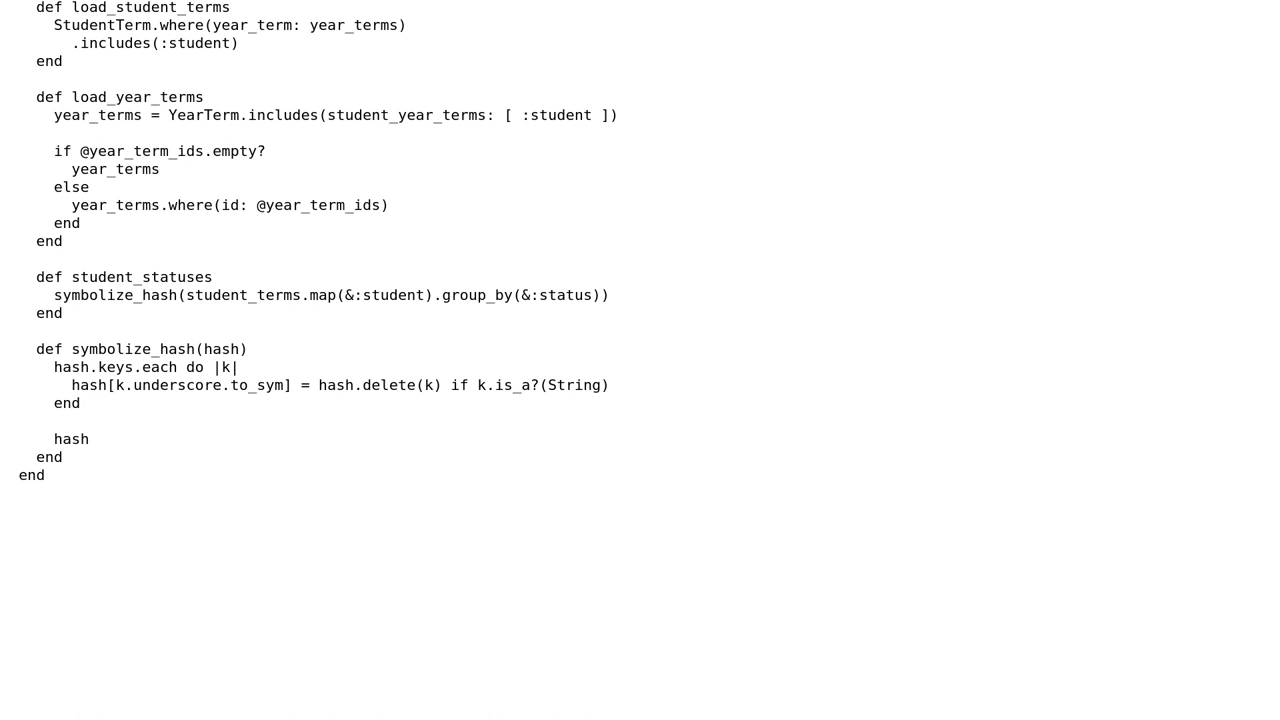 def load_student_terms
StudentTerm.where(year_term: year_terms)
.includes(:student)
end
def load_year_terms
year_terms = YearTerm.includes(student_year_terms: [ :student ])
if @year_term_ids.empty?
year_terms
else
year_terms.where(id: @year_term_ids)
end
end
def student_statuses
symbolize_hash(student_terms.map(&:student).group_by(&:status))
end
def symbolize_hash(hash)
hash.keys.each do |k|
hash[k.underscore.to_sym] = hash.delete(k) if k.is_a?(String)
end
hash
end
end